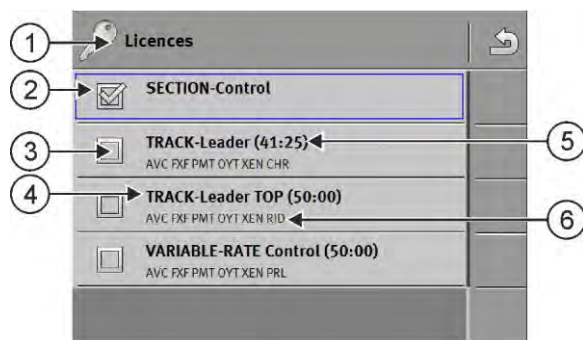 1
Licences
2
SECTION-Control
3
TRACK-Leader (41:25)
5
AVC FXF PMT OYT XEN CHR
4
TRACK-Leader TOP (50:00)
AVC FXF PMT OYT XEN RJD
6
VARIABLE-RATE Control (50:00)
AVC FXF PMT OYT XEN PRL